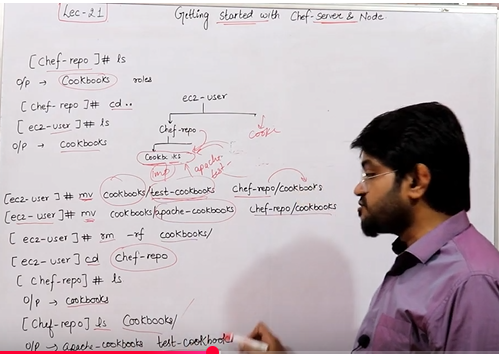 Lec-21
Getting started with Chef-Server & Node
[Chef-repo]# ls
O/P → Cookbooks roles
[Chef-repo]# cd..
[ec2-user]# ls
O/P → Cookbooks
ec2-user
Chef-repo
Cookbooks
imp
apache-
test-
[ec2-user]# mv Cookbooks/test-cookbooks Chef-repo/cookbooks
[ec2-user]# mv cookbooks/apache-cookbooks Chef-repo/cookbooks
[ec2-user]# rm -rf cookbooks/
[ec2-user] cd Chef-repo
[Chef-repo]# ls
O/P → cookbooks
[Chef-repo] ls Cookbooks/
O/P → apache-cookbooks test-cookbooks